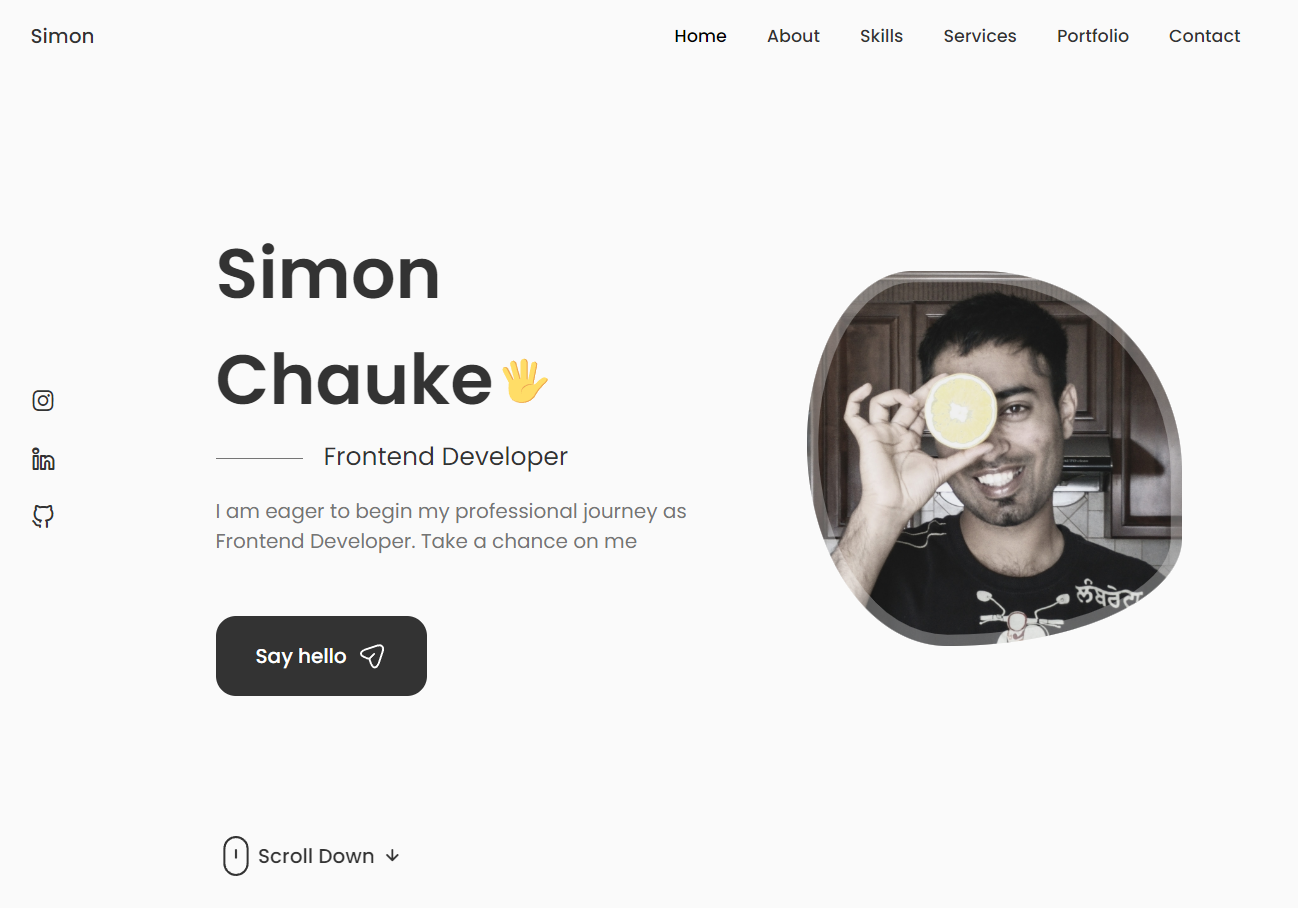 Simon
Home About Skills Services Portfolio Contact
Simon
Chauke
Frontend Developer
I am eager to begin my professional journey as
Frontend Developer. Take a chance on me
ਲੰਬਰੇਟਾ
Say hello
Scroll Down